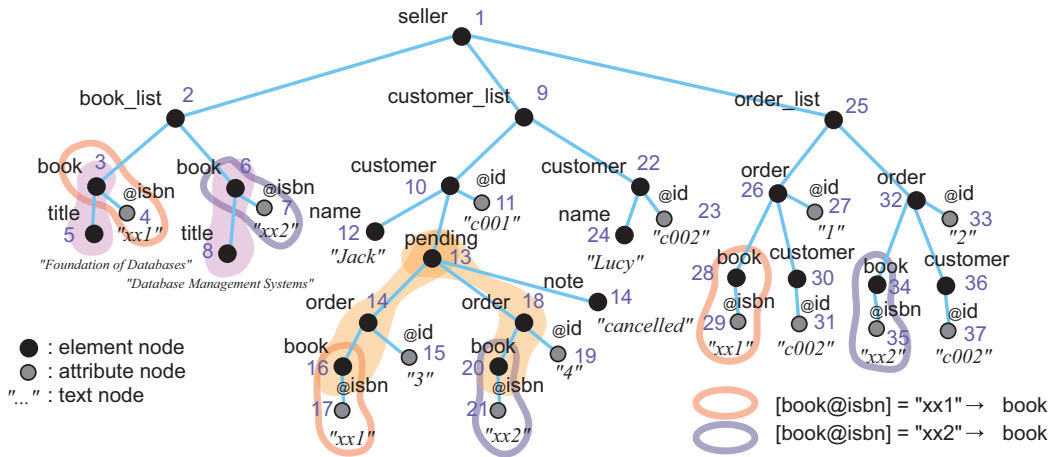 seller 1
book_list 2
customer_list 9
order_list 25
book 3
@isbn 4
"xx1"
title 5
"Foundation of Databases"
book 6
@isbn 7
"xx2"
title 8
"Database Management Systems"
customer 10
@id 11
"c001"
name 12
"Jack"
pending 13
customer 22
@id 23
"c002"
name 24
"Lucy"
order 14
@id 15
"3"
book 16
@isbn 17
"xx1"
order 18
@id 19
"4"
book 20
@isbn 21
"xx2"
note 14
"cancelled"
order 26
@id 27
"1"
book 28
@isbn 29
"xx1"
customer 30
@id 31
"c002"
order 32
@id 33
"2"
book 34
@isbn 35
"xx2"
customer 36
@id 37
"c002"
: element node
: attribute node
"..." : text node
[book@isbn] = "xx1" → book
[book@isbn] = "xx2" → book